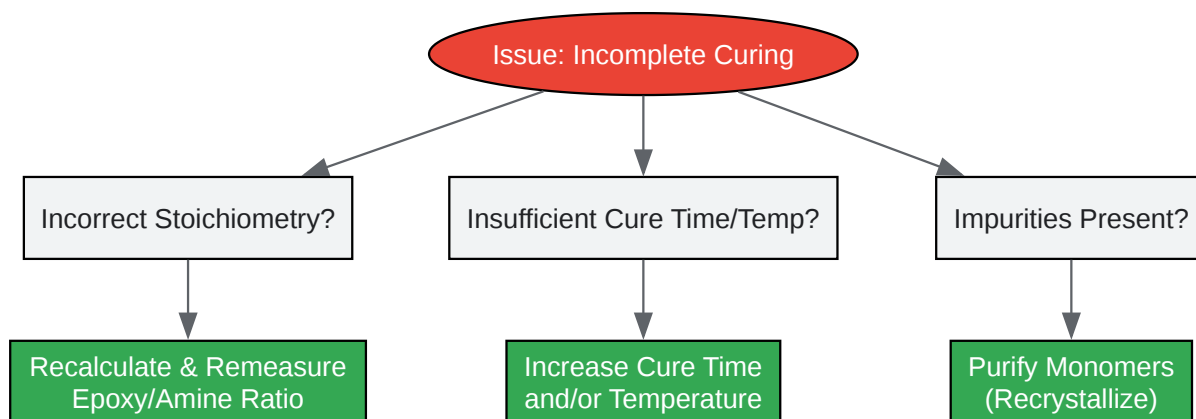 Issue: Incomplete Curing
Incorrect Stoichiometry?
Insufficient Cure Time/Temp?
Impurities Present?
Recalculate & Remeasure
Epoxy/Amine Ratio
Increase Cure Time
and/or Temperature
Purify Monomers
(Recrystallize)